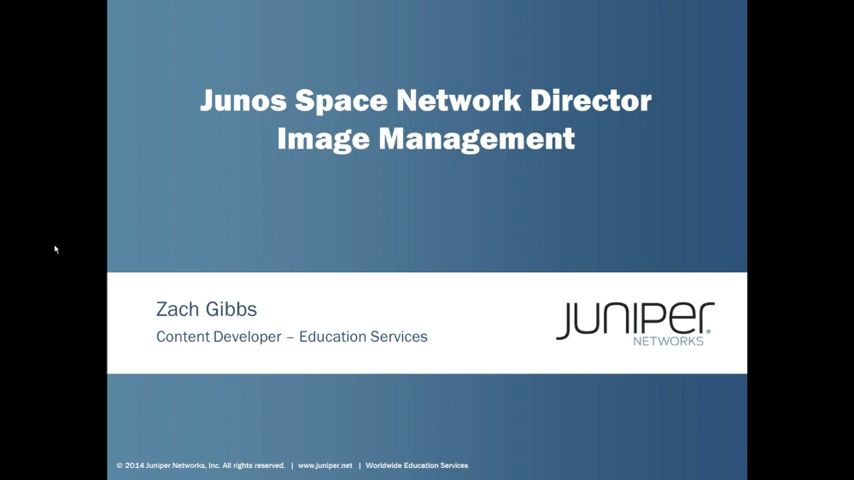 Junos Space Network Director
Image Management
Zach Gibbs
Content Developer – Education Services
JUNIPER
NETWORKS
© 2014 Juniper Networks, Inc. All rights reserved. | www.juniper.net | Worldwide Education Services